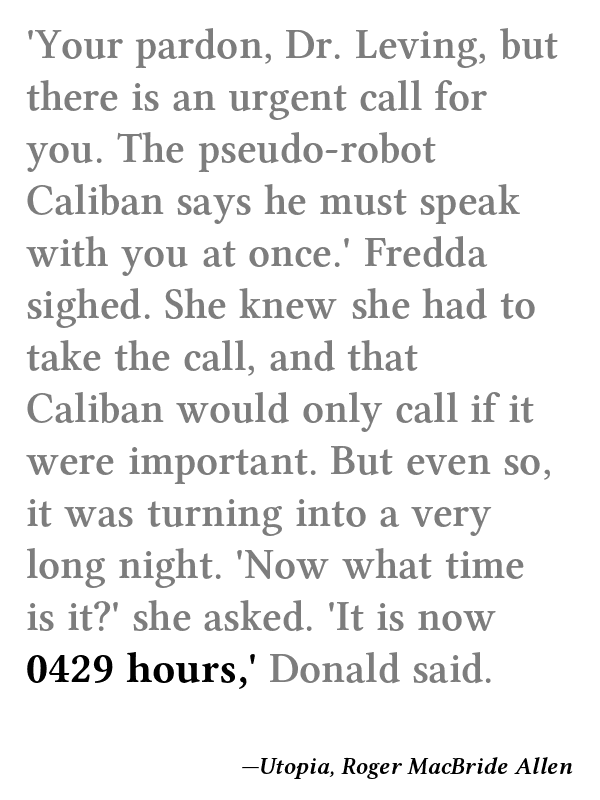 'Your pardon, Dr. Leving, but
there is an urgent call for
you. The pseudo-robot
Caliban says he must speak
with you at once.' Fredda
sighed. She knew she had to
take the call, and that
Caliban would only call if it
were important. But even so,
it was turning into a very
long night. 'Now what time
is it?' she asked. 'It is now
0429 hours,' Donald said.
—Utopia, Roger MacBride Allen